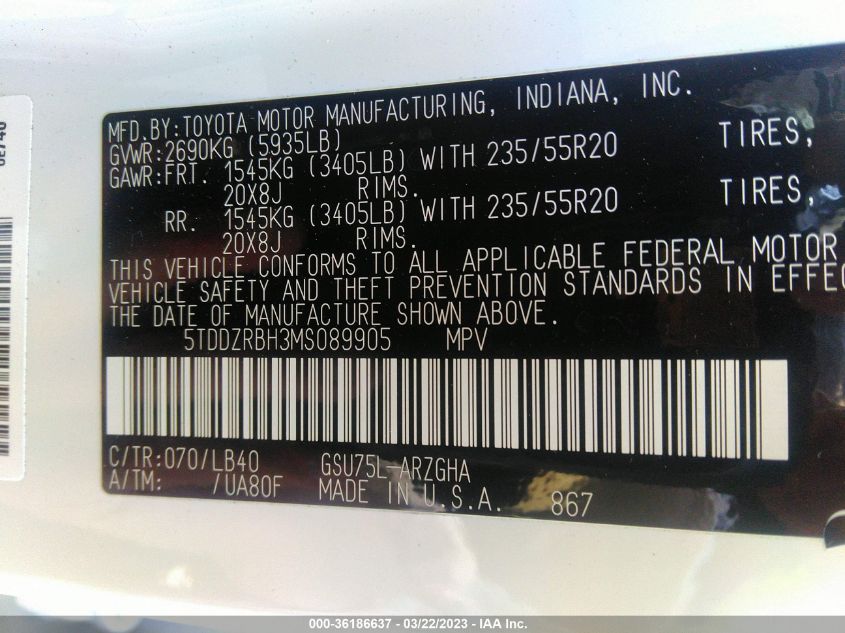 MFD.BY:TOYOTA MOTOR MANUFACTURING, INDIANA, INC.
GVWR:2690KG (5935LB)
GAWR:FRT. 1545KG (3405LB) WITH 235/55R20 TIRES,
20X8J RIMS.
RR. 1545KG (3405LB) WITH 235/55R20 TIRES,
20X8J RIMS.
THIS VEHICLE CONFORMS TO ALL APPLICABLE FEDERAL MOTOR
VEHICLE SAFETY AND THEFT PREVENTION STANDARDS IN EFFEC
THE DATE OF MANUFACTURE SHOWN ABOVE.
5TDDZRBH3MS089905 MPV
C/TR:070/LB40 GSU75L-ARZGHA
A/TM: /UA80F MADE IN U.S.A. 867
000-36186637 - 03/22/2023 - IAA Inc.